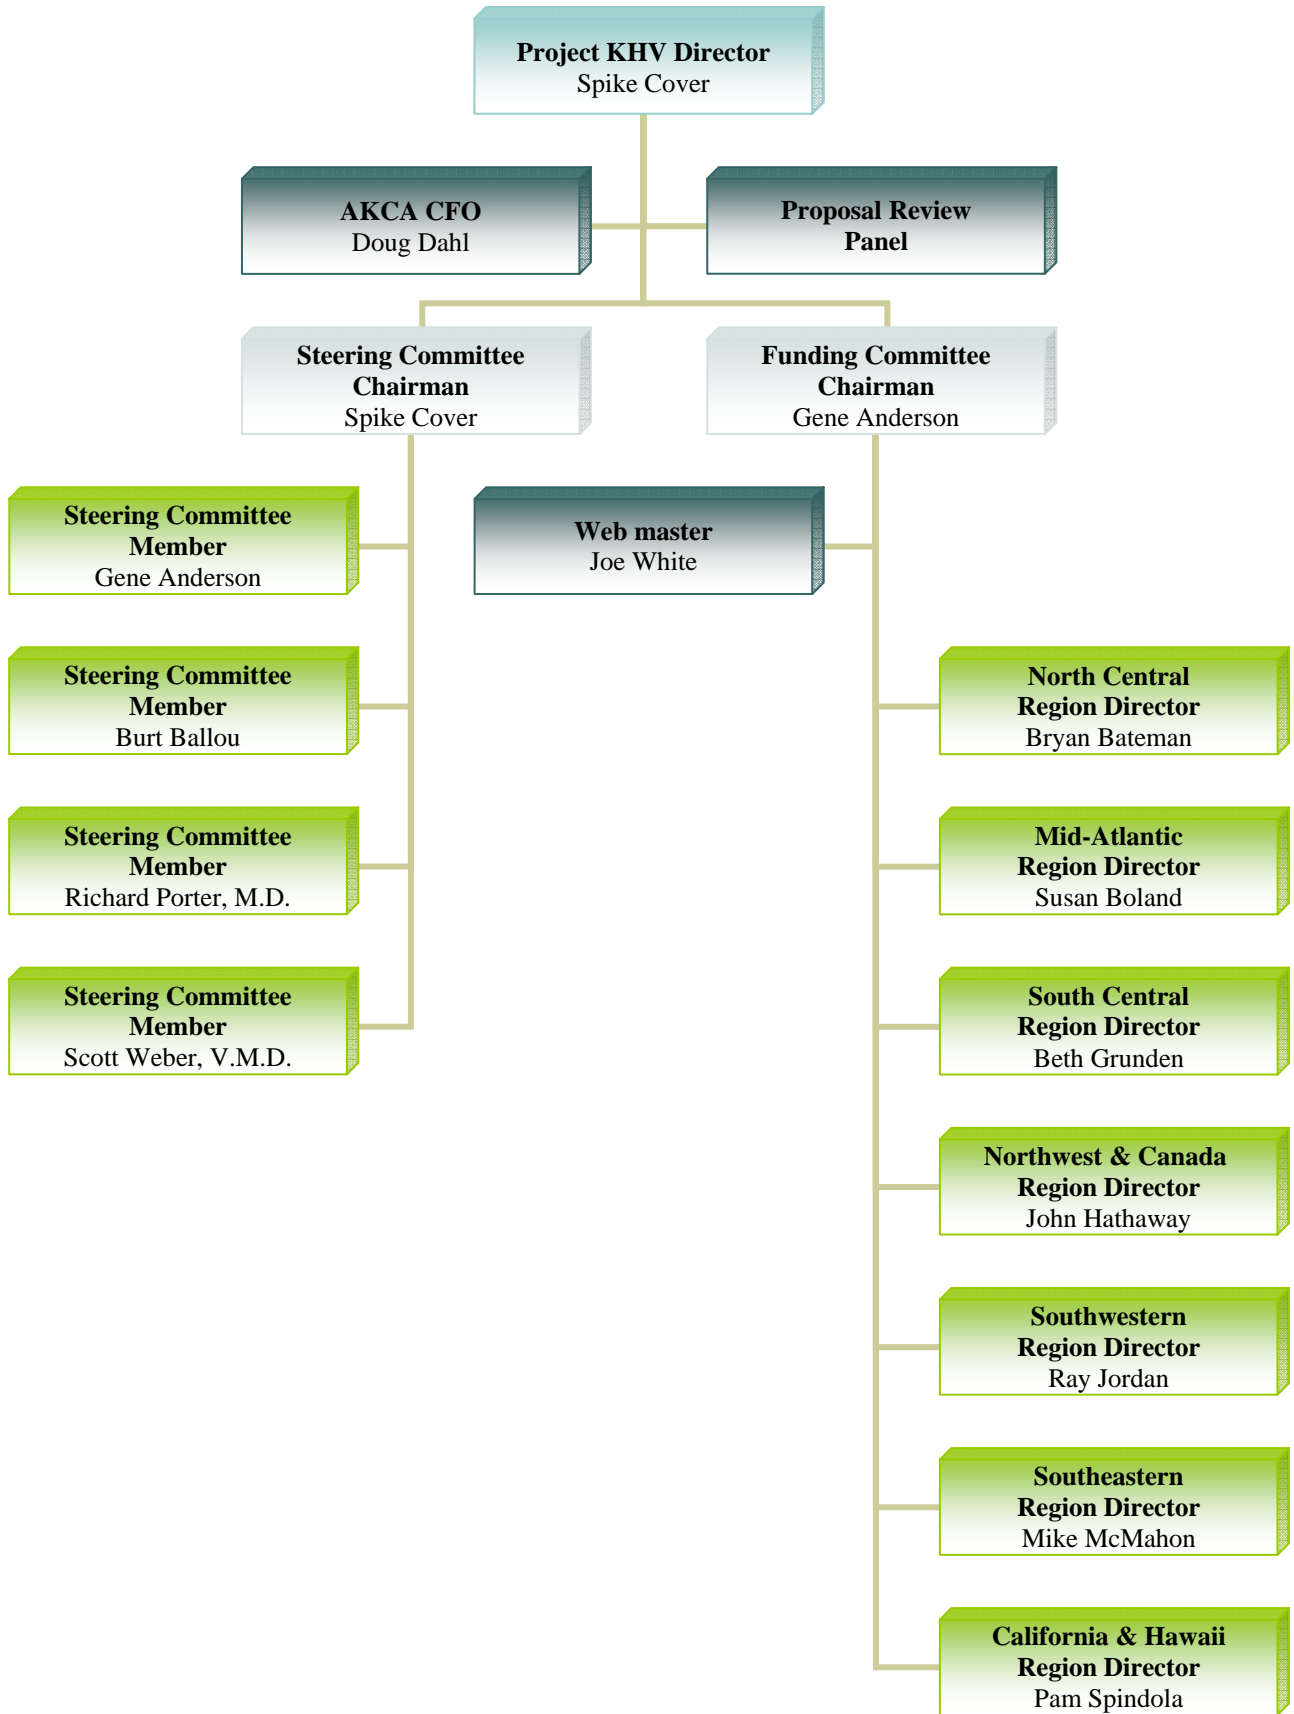 Project KHV Director
Spike Cover
AKCA CFO
Doug Dahl
Proposal Review
Panel
Steering Committee
Chairman
Spike Cover
Funding Committee
Chairman
Gene Anderson
Steering Committee
Member
Gene Anderson
Web master
Joe White
Steering Committee
Member
Burt Ballou
North Central
Region Director
Bryan Bateman
Steering Committee
Member
Richard Porter, M.D.
Mid-Atlantic
Region Director
Susan Boland
Steering Committee
Member
Scott Weber, V.M.D.
South Central
Region Director
Beth Grunden
Northwest & Canada
Region Director
John Hathaway
Southwestern
Region Director
Ray Jordan
Southeastern
Region Director
Mike McMahon
California & Hawaii
Region Director
Pam Spindola